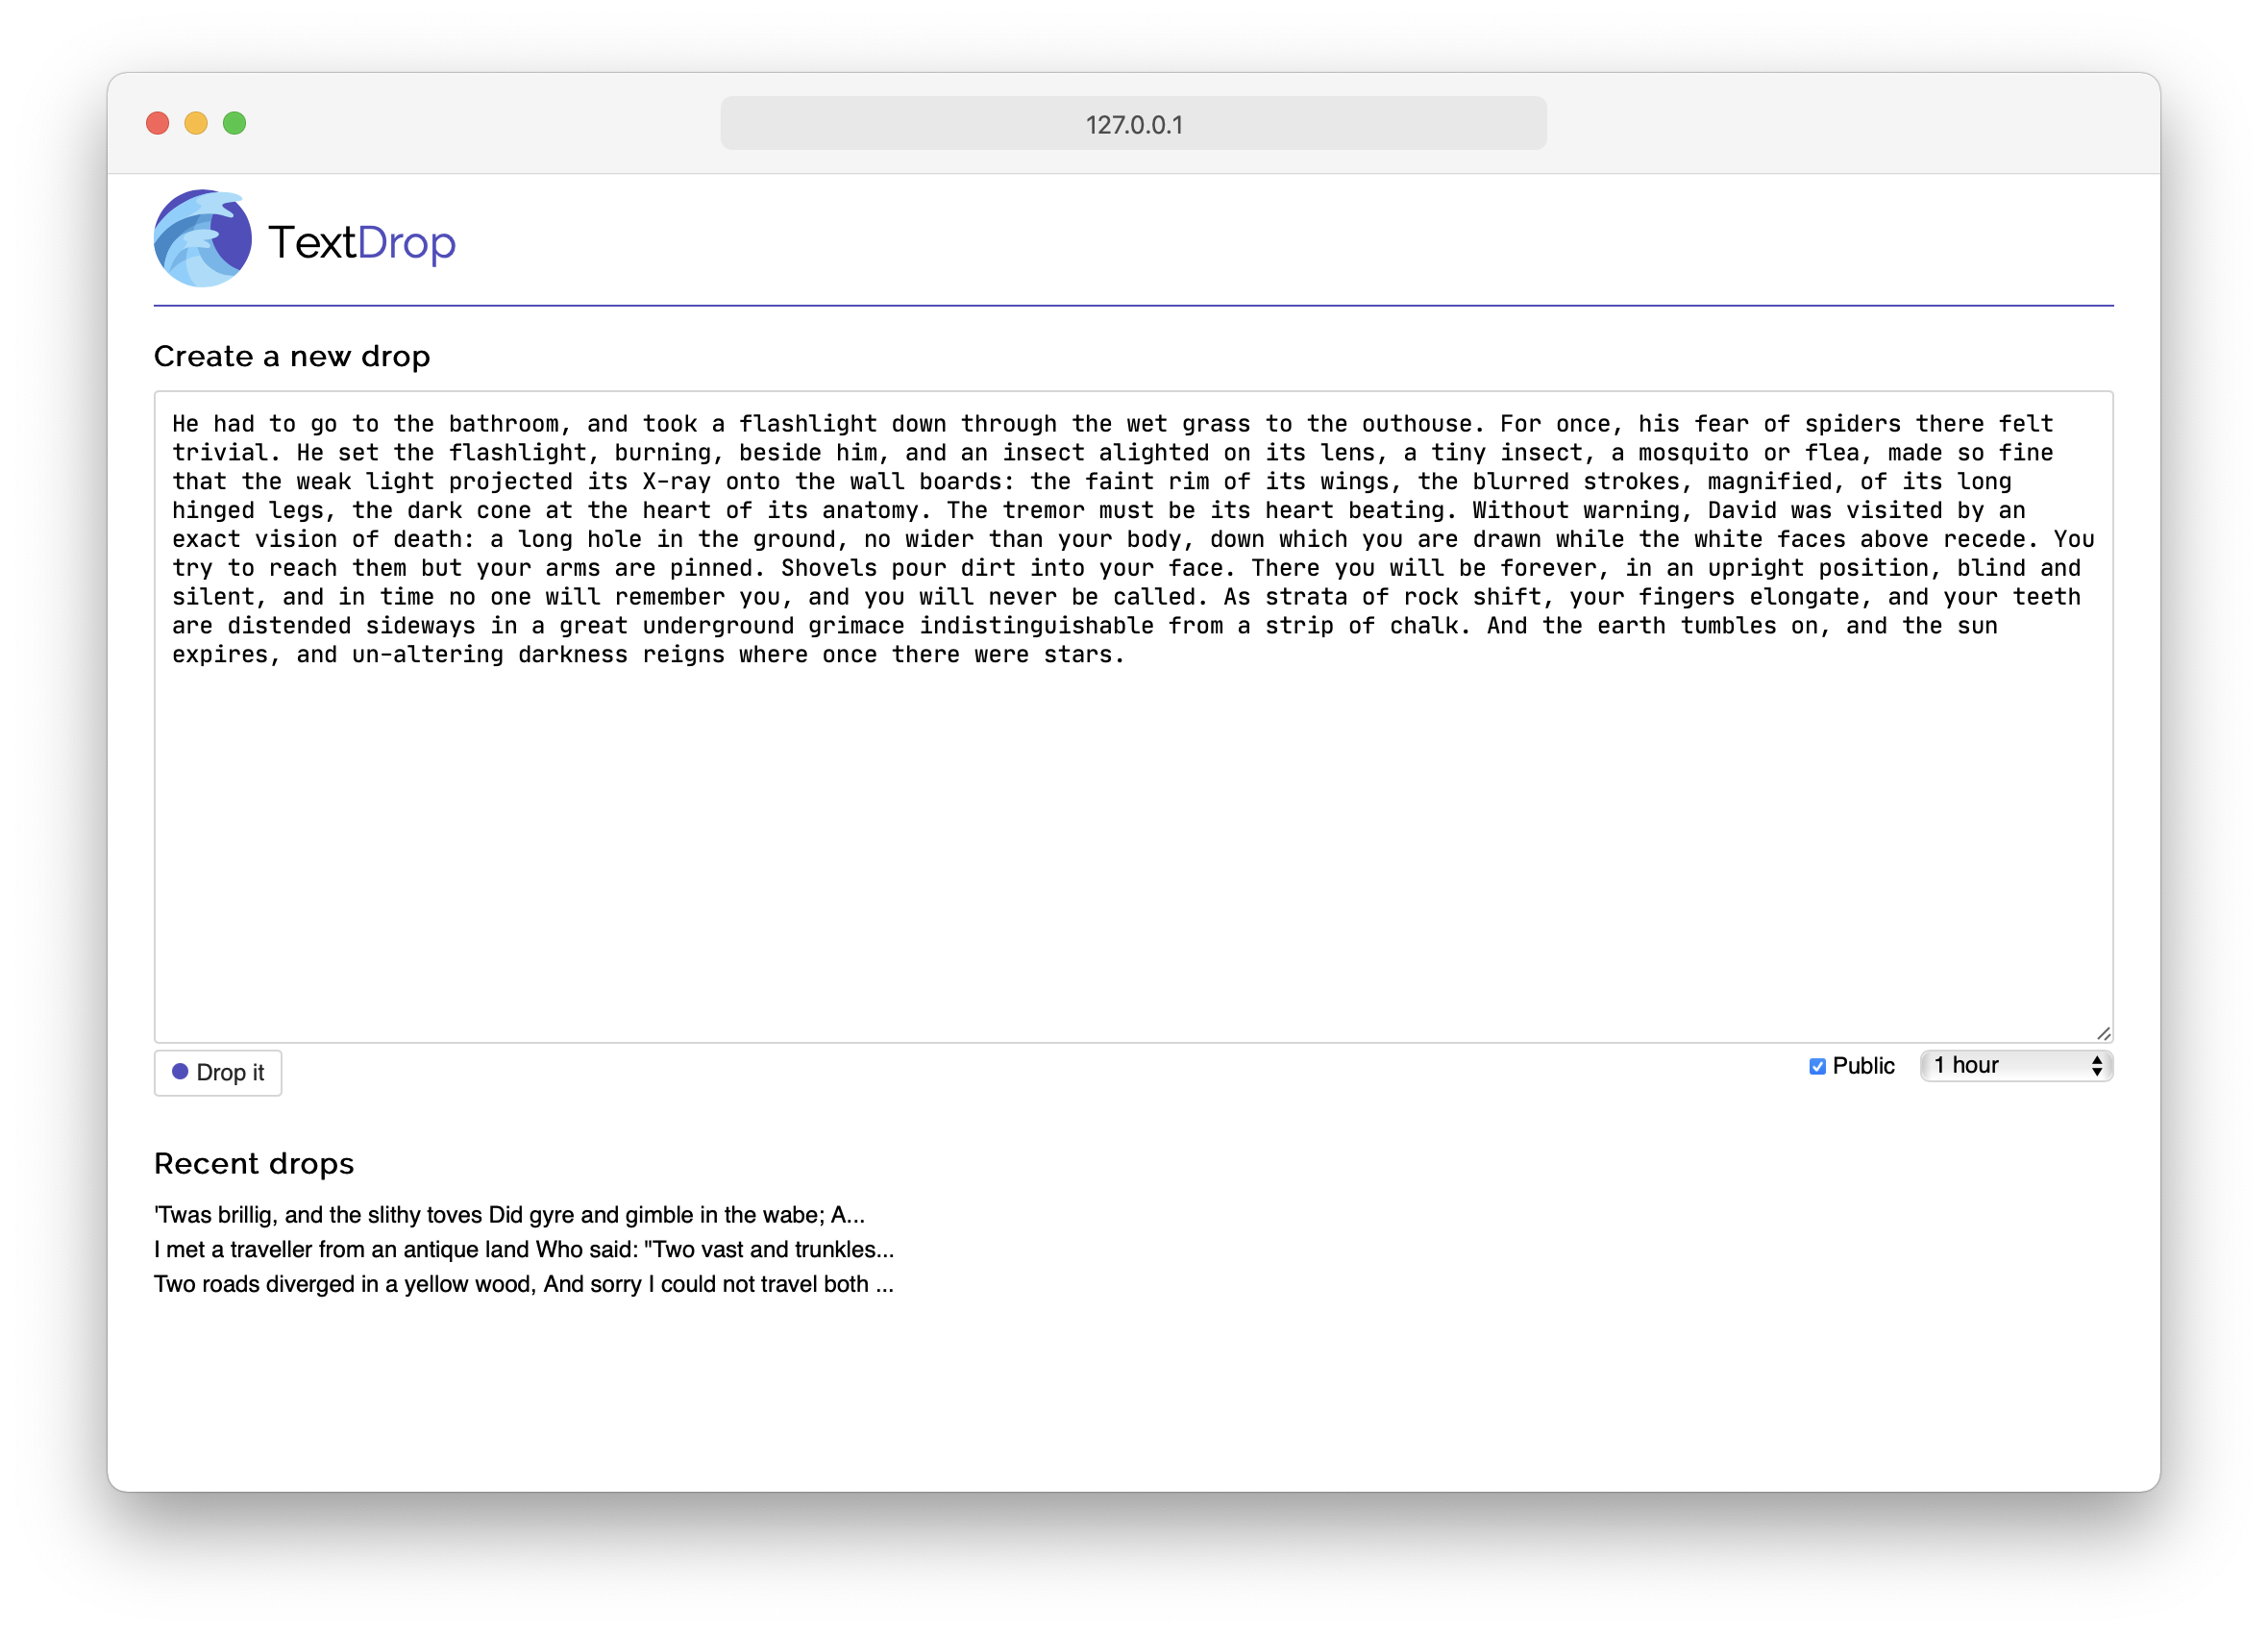 127.0.0.1
TextDrop
Create a new drop
He had to go to the bathroom, and took a flashlight down through the wet grass to the outhouse. For once, his fear of spiders there felt
trivial. He set the flashlight, burning, beside him, and an insect alighted on its lens, a tiny insect, a mosquito or flea, made so fine
that the weak light projected its X-ray onto the wall boards: the faint rim of its wings, the blurred strokes, magnified, of its long
hinged legs, the dark cone at the heart of its anatomy. The tremor must be its heart beating. Without warning, David was visited by an
exact vision of death: a long hole in the ground, no wider than your body, down which you are drawn while the white faces above recede. You
try to reach them but your arms are pinned. Shovels pour dirt into your face. There you will be forever, in an upright position, blind and
silent, and in time no one will remember you, and you will never be called. As strata of rock shift, your fingers elongate, and your teeth
are distended sideways in a great underground grimace indistinguishable from a strip of chalk. And the earth tumbles on, and the sun
expires, and un-altering darkness reigns where once there were stars.
Drop it
Public
1 hour
Recent drops
'Twas brillig, and the slithy toves Did gyre and gimble in the wabe; A...
I met a traveller from an antique land Who said: "Two vast and trunkles...
Two roads diverged in a yellow wood, And sorry I could not travel both ...